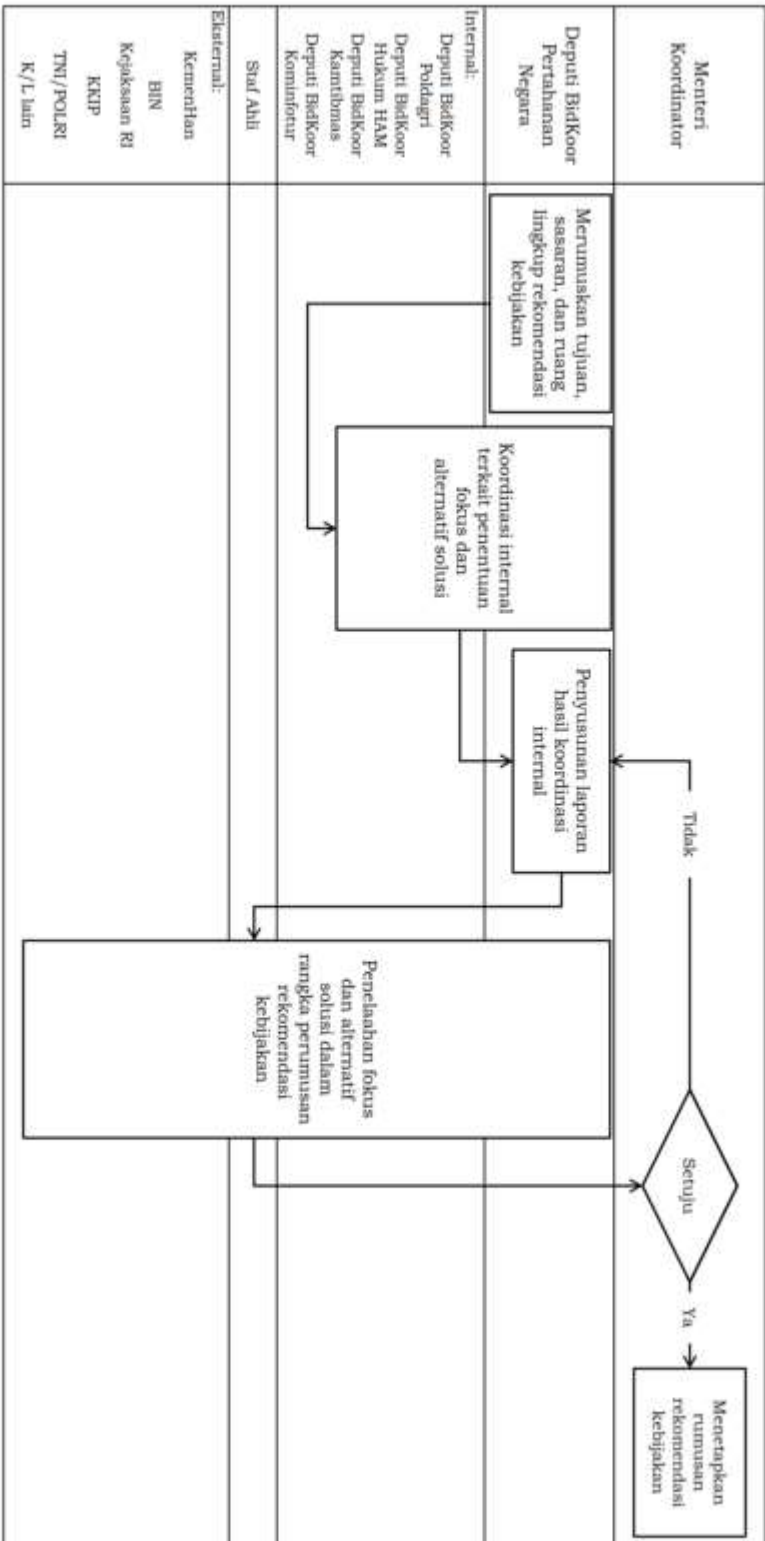 Menteri
Koordinator
Deputi BidKoor
Pertahanan
Negara
Internal:
Deputi BidKoor
Poldagri
Deputi BidKoor
Hukum HAM
Deputi BidKoor
Kamtibmas
Deputi BidKoor
Kominfotur
Staf Ahli
Eksternal:
KemenHan
BIN
Kejaksaan RI
KKIP
TNI/POLRI
K/L lain
Merumuskan tujuan,
sasaran, dan ruang
lingkup rekomendasi
kebijakan
Koordinasi internal
terkait penentuan
fokus dan
alternatif solusi
Penyusunan laporan
hasil koordinasi
internal
Tidak
Penelaahan fokus
dan alternatif
solusi dalam
rangka perumusan
rekomendasi
kebijakan
Setuju
Ya
Menetapkan
rumusan
rekomendasi
kebijakan